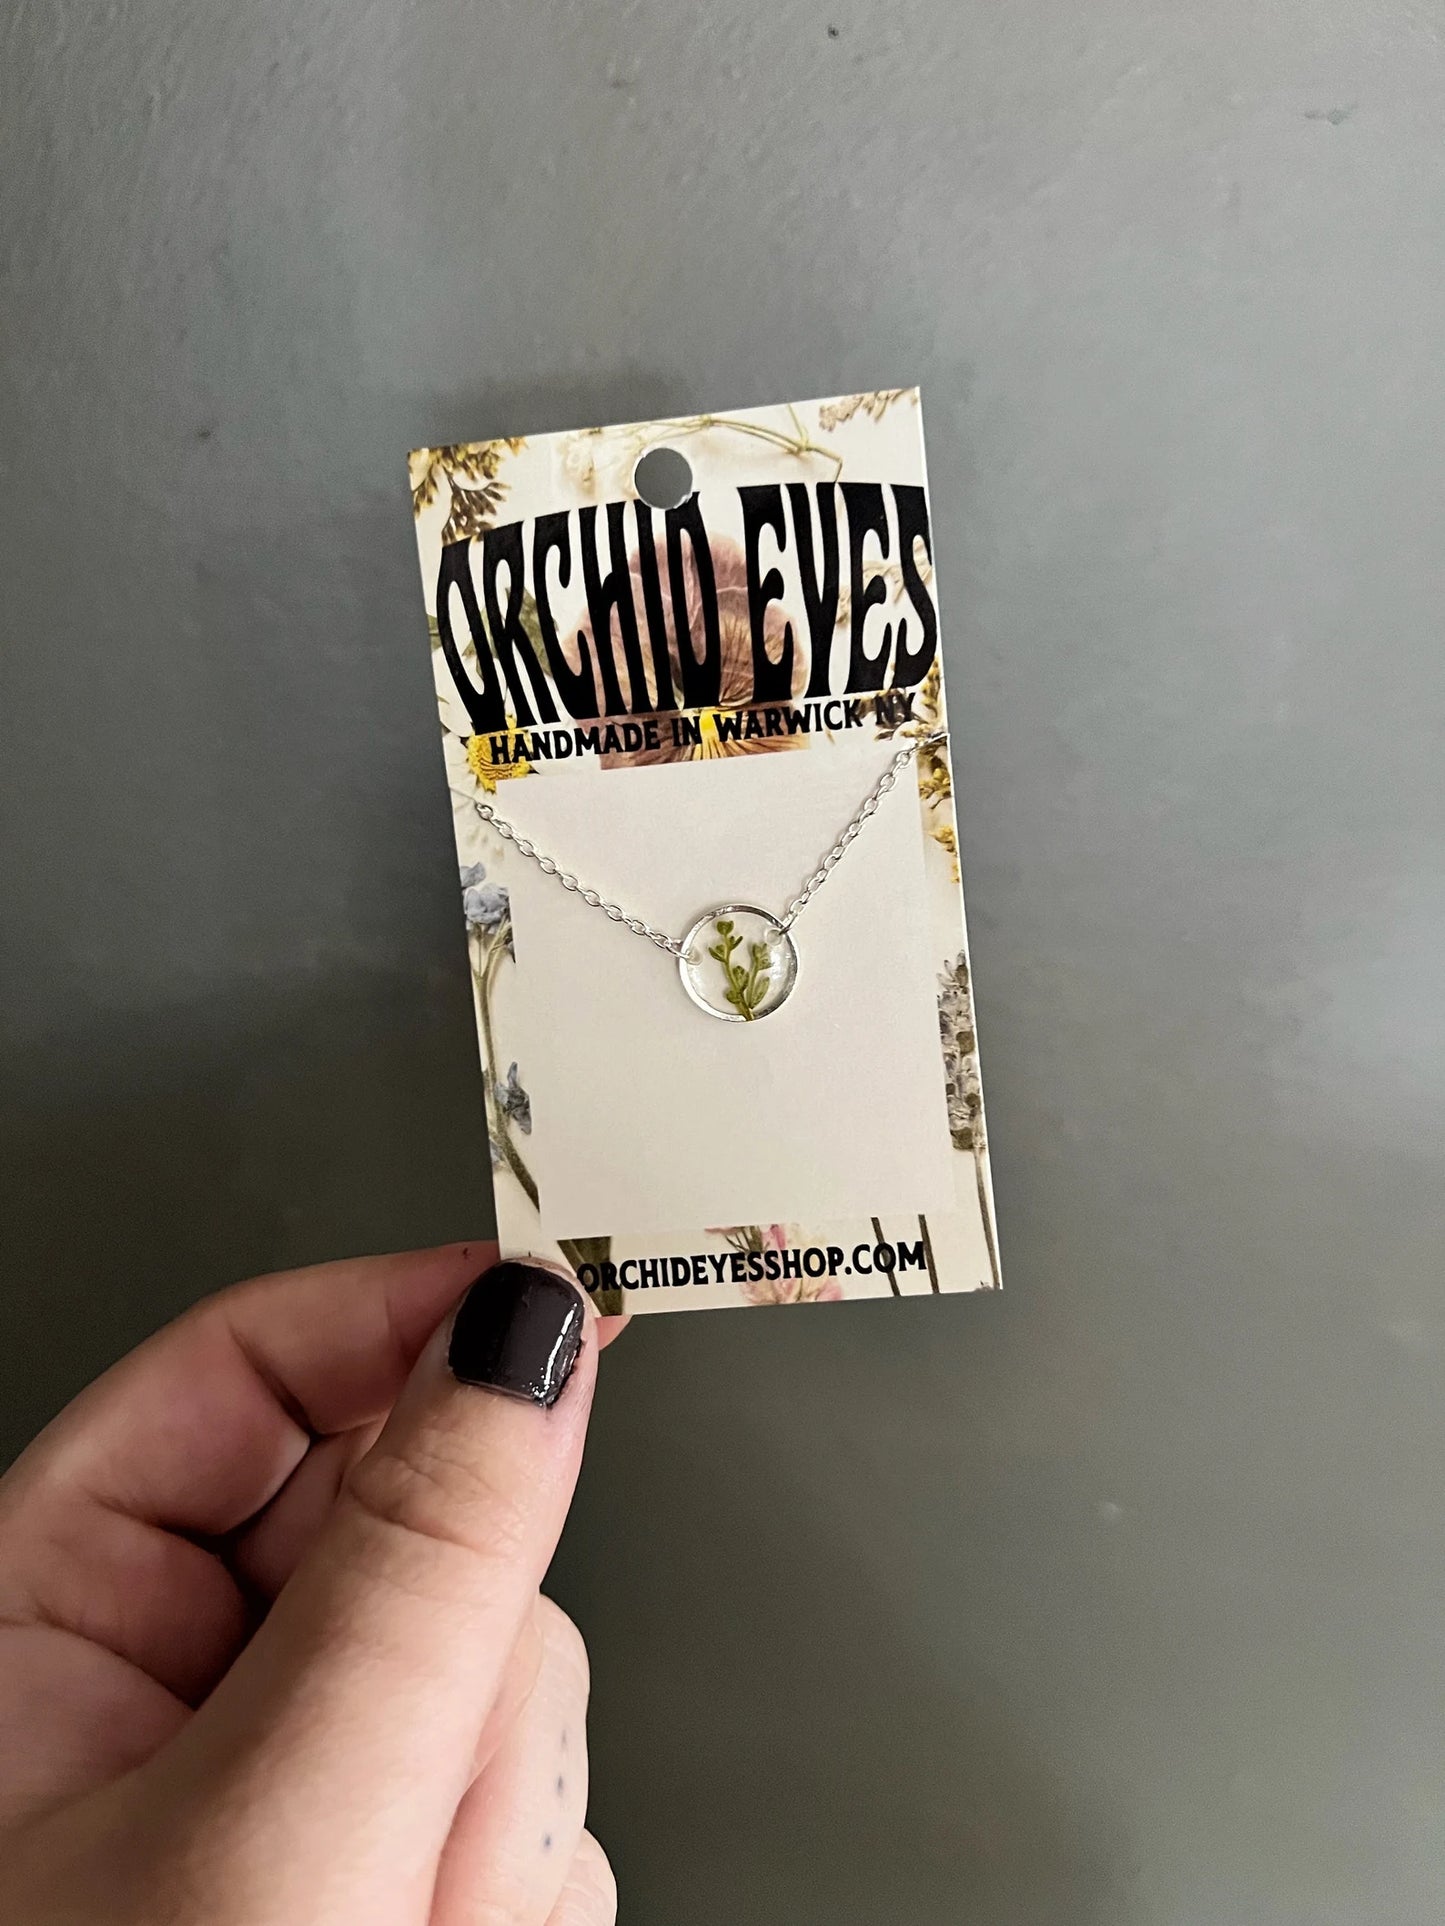 ORCHID EYES
HANDMADE IN WARWICK NY
ORCHIDEYESSHOP.COM